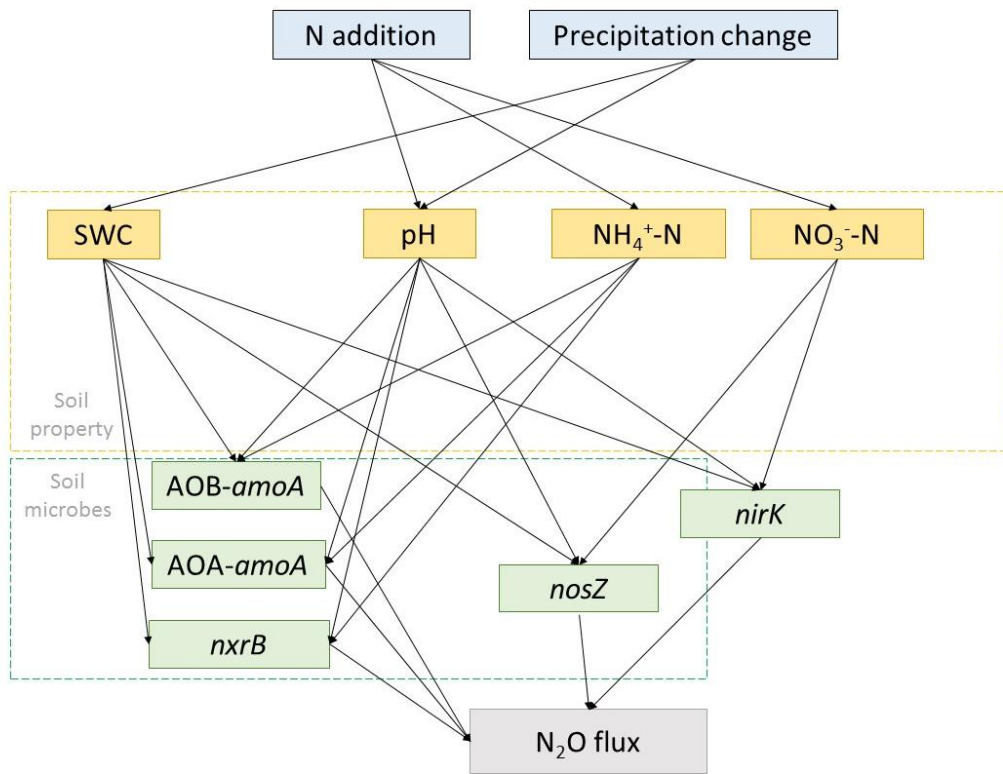 N addition
Precipitation change
SWC
pH
NH₄⁺-N
NO₃⁻-N
Soil
property
Soil
microbes
AOB-amoA
nirK
AOA-amoA
nosZ
nxrB
N₂O flux